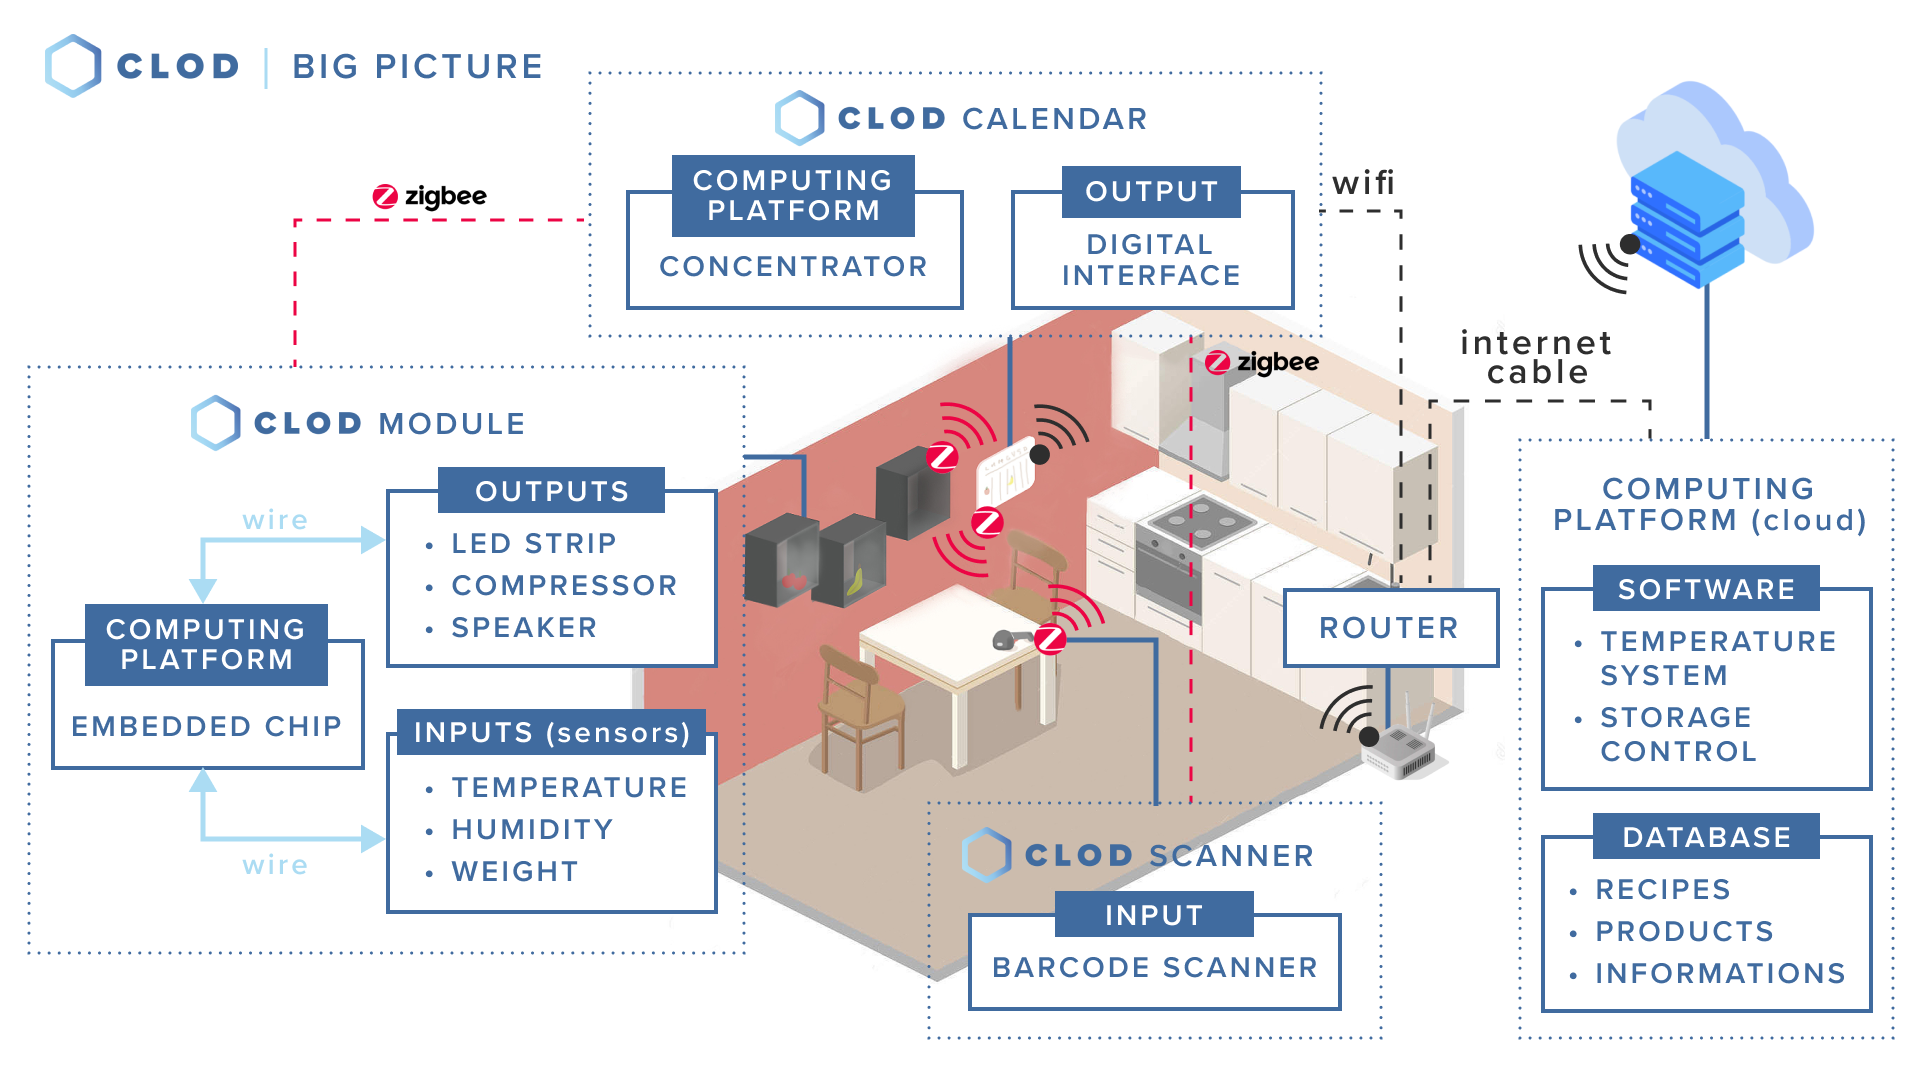 CLOD | BIG PICTURE
CLOD CALENDAR
COMPUTING
PLATFORM
CONCENTRATOR
OUTPUT
DIGITAL
INTERFACE
zigbee
wifi
internet
cable
zigbee
CLOD MODULE
OUTPUTS
• LED STRIP
• COMPRESSOR
• SPEAKER
wire
COMPUTING
PLATFORM
EMBEDDED CHIP
INPUTS (sensors)
• TEMPERATURE
• HUMIDITY
• WEIGHT
wire
ROUTER
CLOD SCANNER
INPUT
BARCODE SCANNER
COMPUTING
PLATFORM (cloud)
SOFTWARE
• TEMPERATURE
SYSTEM
• STORAGE
CONTROL
DATABASE
• RECIPES
• PRODUCTS
• INFORMATIONS